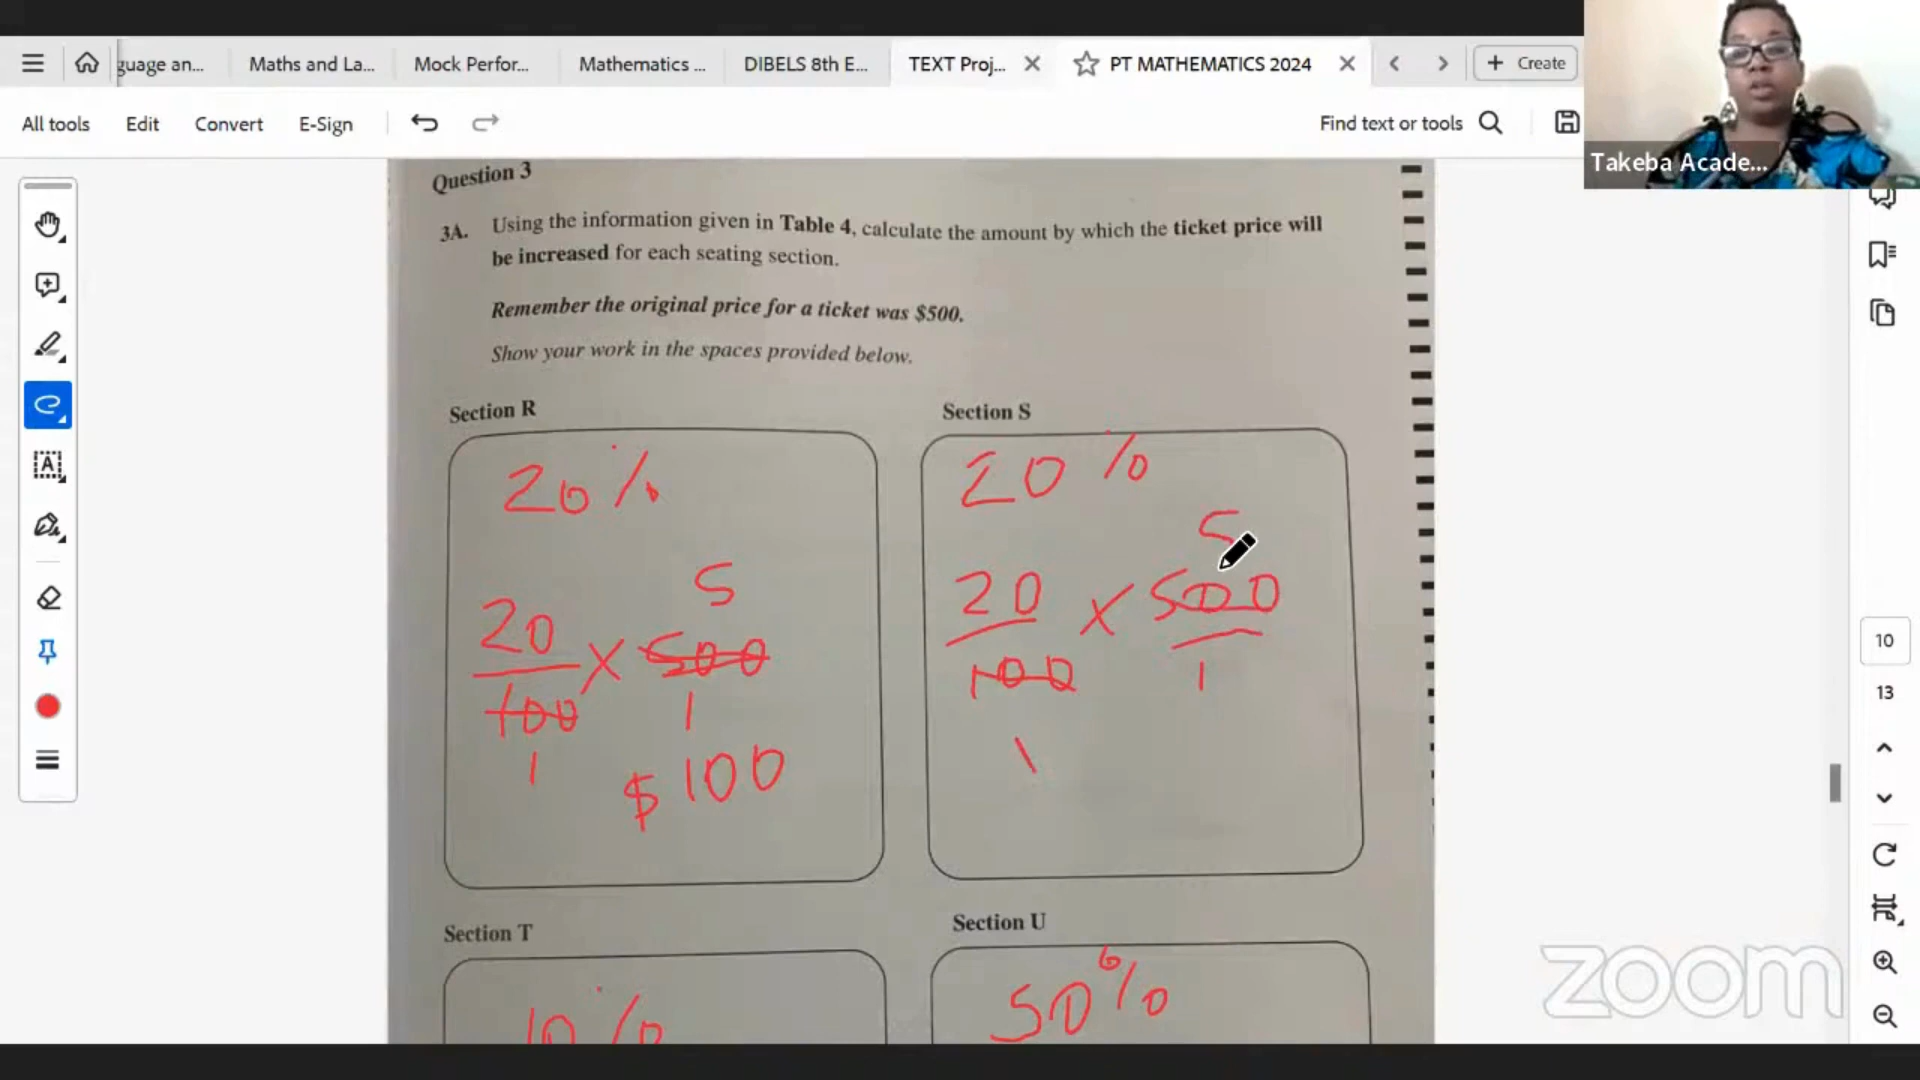 guage an...
Maths and La...
Mock Perfor...
Mathematics ...
DIBELS 8th E...
TEXT Proj...
PT MATHEMATICS 2024
Create
All tools
Edit
Convert
E-Sign
Find text or tools
Takeba Acade...
Question 3
3A. Using the information given in Table 4, calculate the amount by which the ticket price will
be increased for each seating section.
Remember the original price for a ticket was $500.
Show your work in the spaces provided below.
Section R
20%
5
20 × 500
100 1
1
$100
Section S
20%
5
20 × 500
100 1
1
Section T
10%
Section U
50%
10
13
zoom